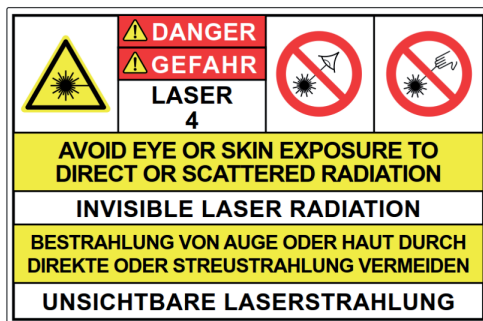 DANGER
GEFAHR
LASER
4
AVOID EYE OR SKIN EXPOSURE TO
DIRECT OR SCATTERED RADIATION
INVISIBLE LASER RADIATION
BESTRAHLUNG VON AUGE ODER HAUT DURCH
DIREKTE ODER STREUSTRAHLUNG VERMEIDEN
UNSICHTBARE LASERSTRAHLUNG